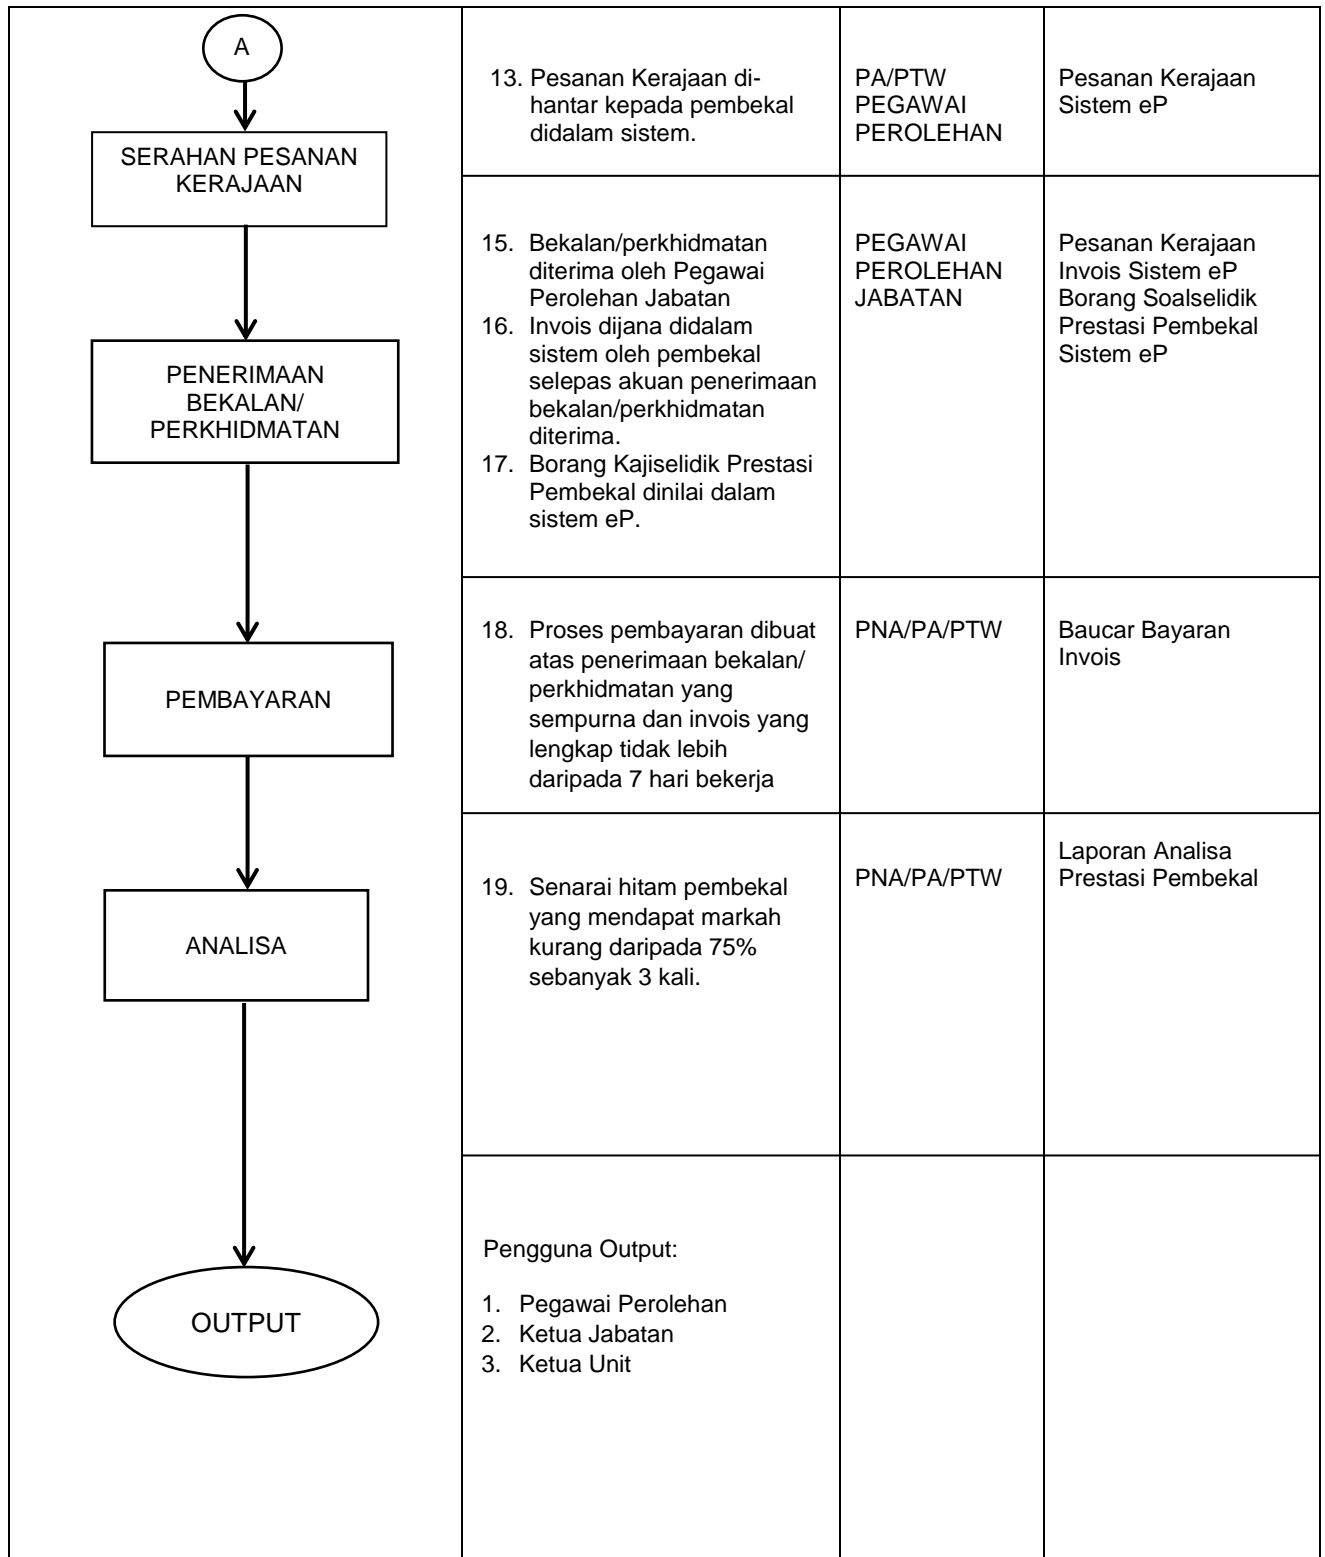 A
SERAHAN PESANAN
KERAJAAN
13. Pesanan Kerajaan di-
hantar kepada pembekal
didalam sistem.
PA/PTW
PEGAWAI
PEROLEHAN
Pesanan Kerajaan
Sistem eP
PENERIMAAN
BEKALAN/
PERKHIDMATAN
15. Bekalan/perkhidmatan
diterima oleh Pegawai
Perolehan Jabatan
16. Invois dijana didalam
sistem oleh pembekal
selepas akuan penerimaan
bekalan/perkhidmatan
diterima.
17. Borang Kajiselidik Prestasi
Pembekal dinilai dalam
sistem eP.
PEGAWAI
PEROLEHAN
JABATAN
Pesanan Kerajaan
Invois Sistem eP
Borang Soalselidik
Prestasi Pembekal
Sistem eP
PEMBAYARAN
18. Proses pembayaran dibuat
atas penerimaan bekalan/
perkhidmatan yang
sempurna dan invois yang
lengkap tidak lebih
daripada 7 hari bekerja
PNA/PA/PTW
Baucar Bayaran
Invois
ANALISA
19. Senarai hitam pembekal
yang mendapat markah
kurang daripada 75%
sebanyak 3 kali.
PNA/PA/PTW
Laporan Analisa
Prestasi Pembekal
OUTPUT
Pengguna Output:
1. Pegawai Perolehan
2. Ketua Jabatan
3. Ketua Unit